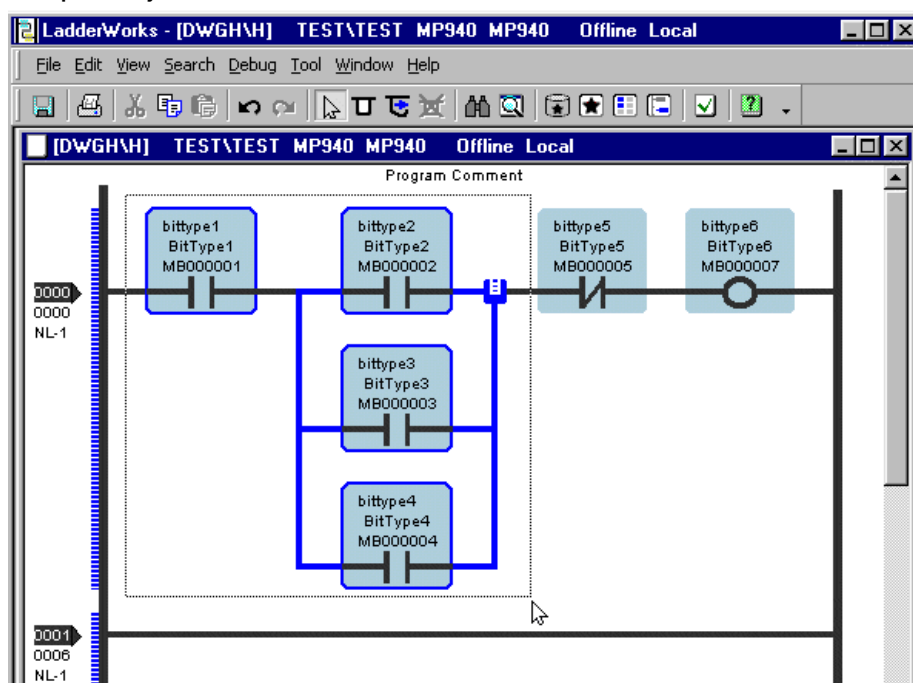 LadderWorks - [DWGH\H] TEST\TEST MP940 MP940 Offline Local
File Edit View Search Debug Tool Window Help
[DWGH\H] TEST\TEST MP940 MP940 Offline Local
Program Comment
bittype1
BitType1
MB000001
bittype2
BitType2
MB000002
bittype5
BitType5
MB000005
bittype6
BitType6
MB000007
0000
0000
NL-1
bittype3
BitType3
MB000003
bittype4
BitType4
MB000004
0001
0006
NL-1